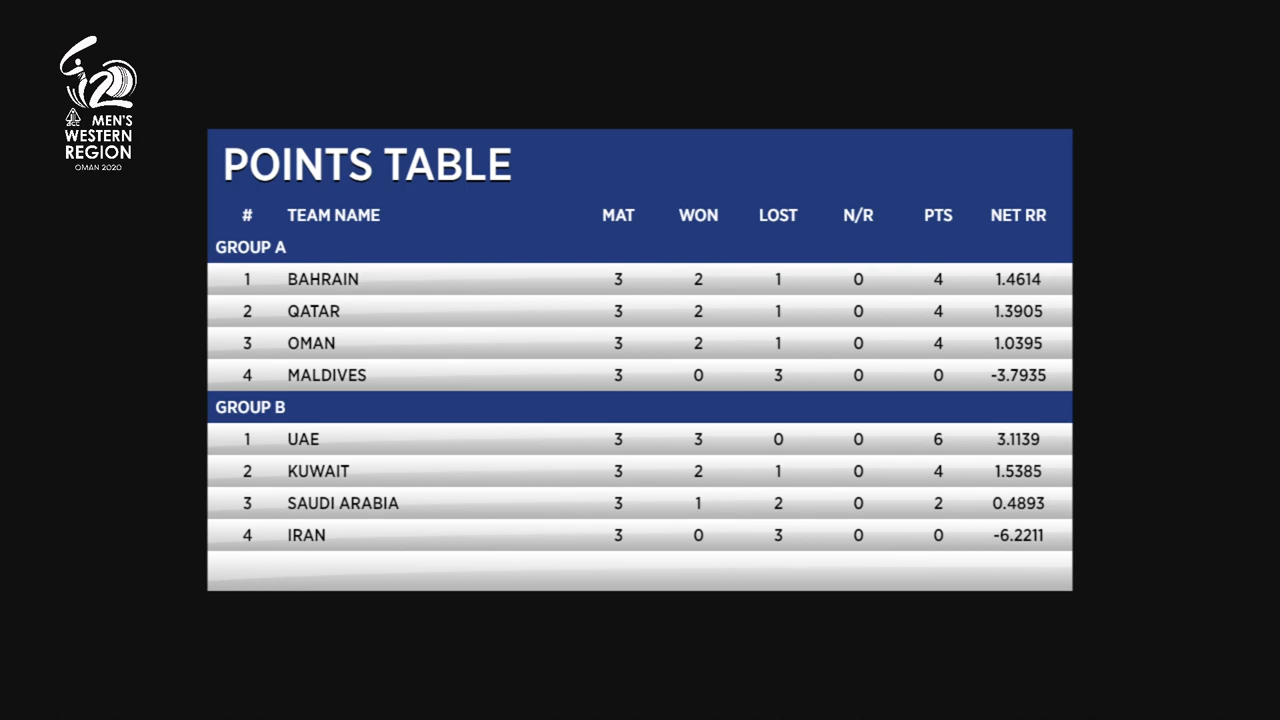 T20
ACC MEN'S
WESTERN
REGION
OMAN 2020
POINTS TABLE
# TEAM NAME MAT WON LOST N/R PTS NET RR
GROUP A
1 BAHRAIN 3 2 1 0 4 1.4614
2 QATAR 3 2 1 0 4 1.3905
3 OMAN 3 2 1 0 4 1.0395
4 MALDIVES 3 0 3 0 0 -3.7935
GROUP B
1 UAE 3 3 0 0 6 3.1139
2 KUWAIT 3 2 1 0 4 1.5385
3 SAUDI ARABIA 3 1 2 0 2 0.4893
4 IRAN 3 0 3 0 0 -6.2211